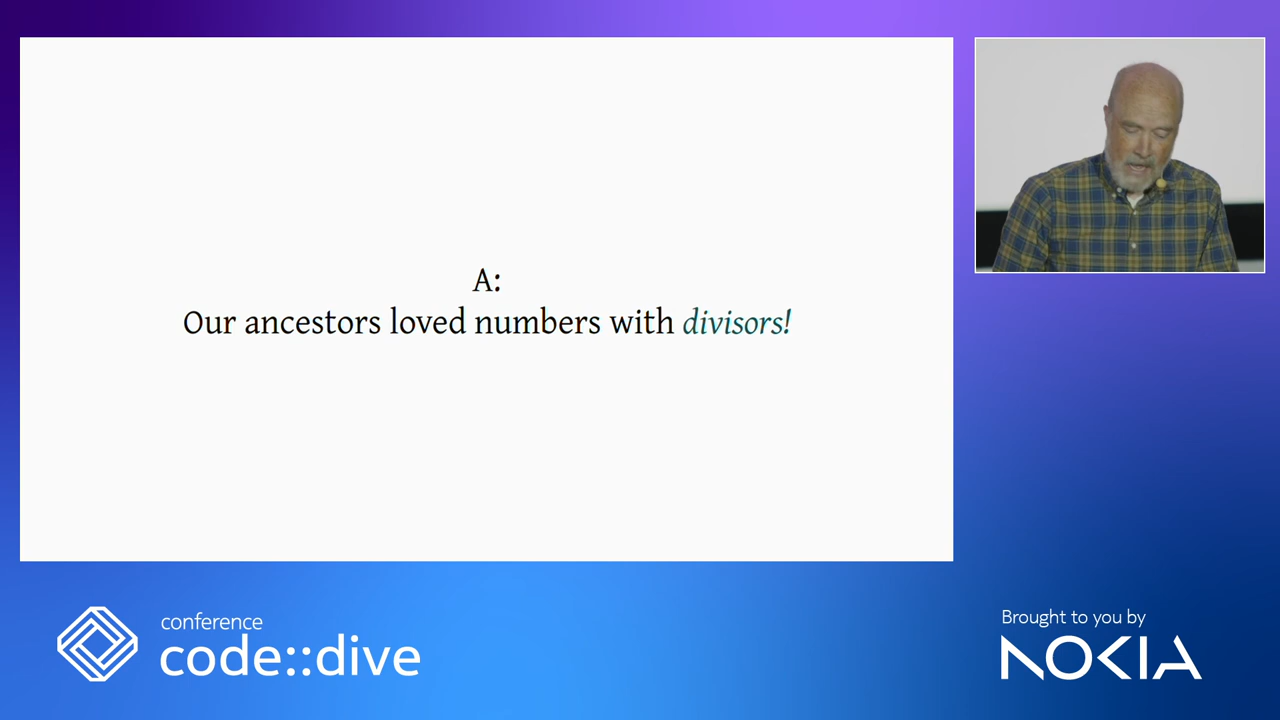 A:
Our ancestors loved numbers with divisors!
conference
code::dive
Brought to you by
NOKIA